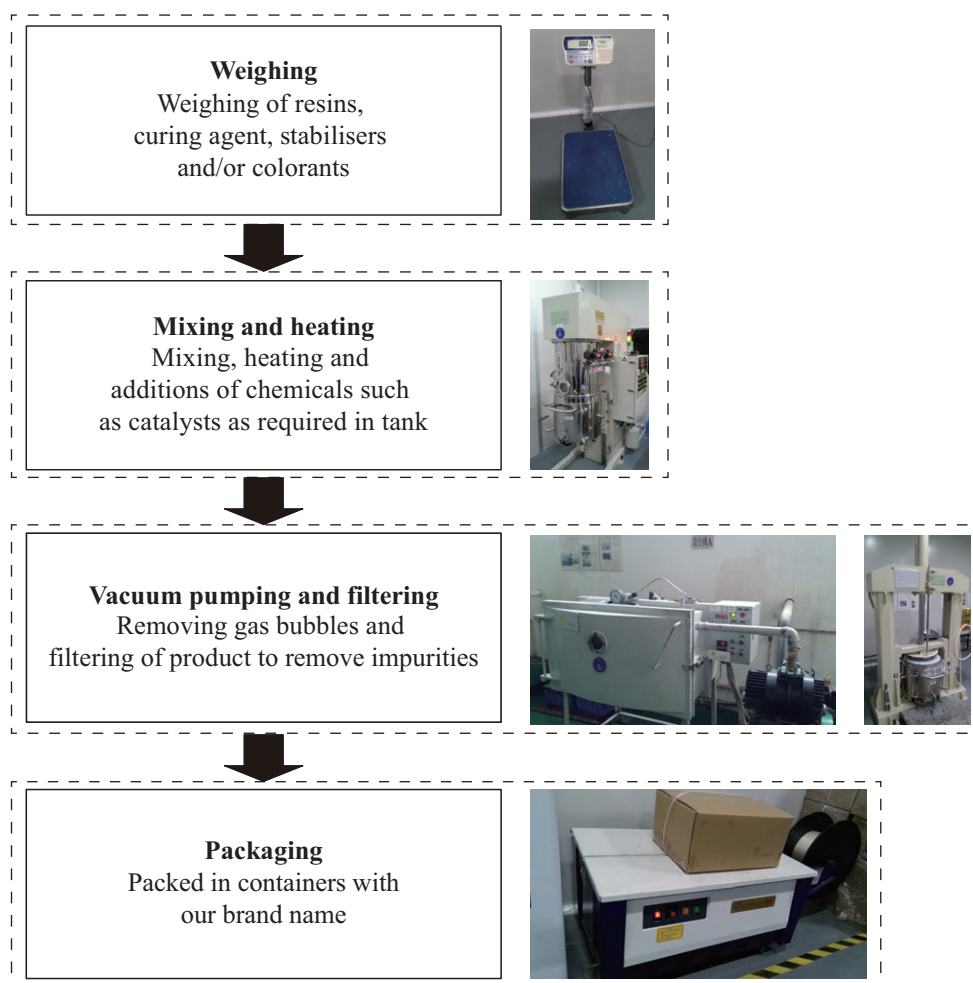 Weighing
Weighing of resins,
curing agent, stabilisers
and/or colorants
Mixing and heating
Mixing, heating and
additions of chemicals such
as catalysts as required in tank
Vacuum pumping and filtering
Removing gas bubbles and
filtering of product to remove impurities
Packaging
Packed in containers with
our brand name